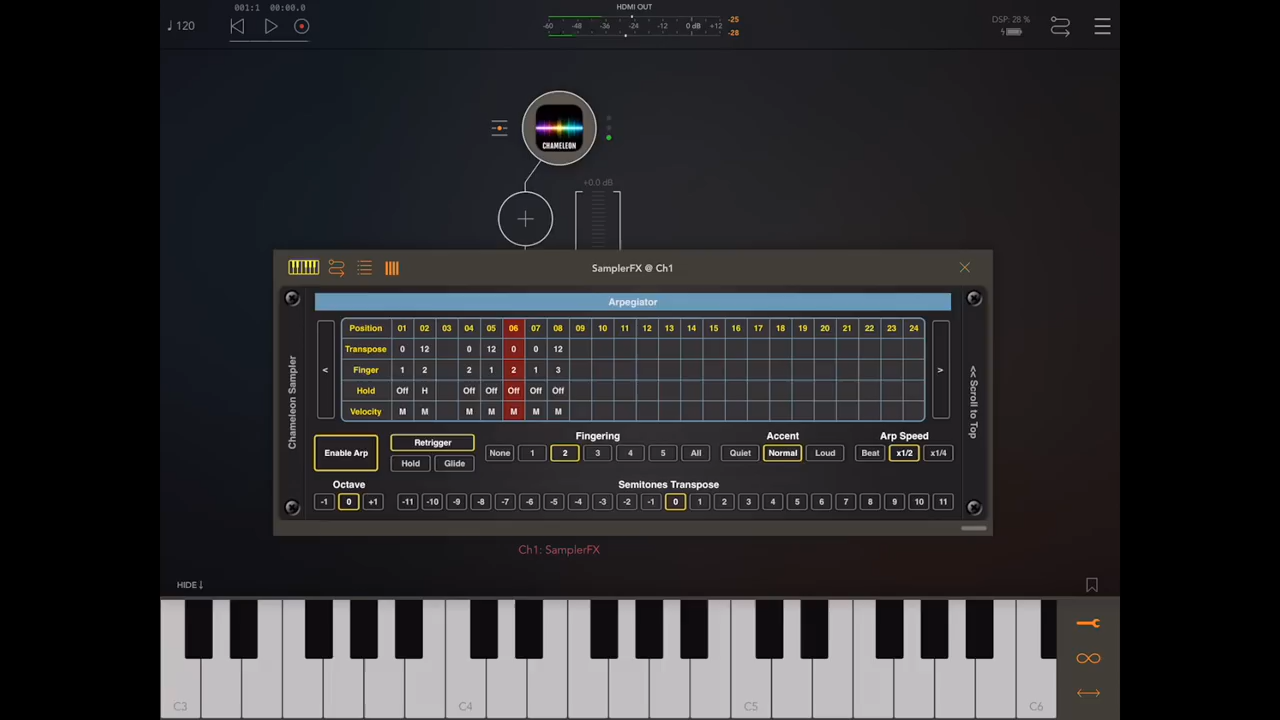 001:1 00:00.0
HDMI OUT
♩ 120
-60 -48 -36 -24 -12 0 dB +12
-25
-28
DSP: 28 %
CHAMELEON
+0.0 dB
SamplerFX @ Ch1
Arpegiator
Position 01 02 03 04 05 06 07 08 09 10 11 12 13 14 15 16 17 18 19 20 21 22 23 24
Transpose 0 12 0 12 0 0 12
Finger 1 2 2 1 2 1 3
Hold Off H Off Off Off Off Off
Velocity M M M M M M M
<
>
Chameleon Sampler
<< Scroll to Top
Enable Arp
Retrigger
Hold Glide
Fingering
None 1 2 3 4 5 All
Accent
Quiet Normal Loud
Arp Speed
Beat x1/2 x1/4
Octave
-1 0 +1
Semitones Transpose
-11 -10 -9 -8 -7 -6 -5 -4 -3 -2 -1 0 1 2 3 4 5 6 7 8 9 10 11
Ch1: SamplerFX
HIDE↓
C3 C4 C5 C6